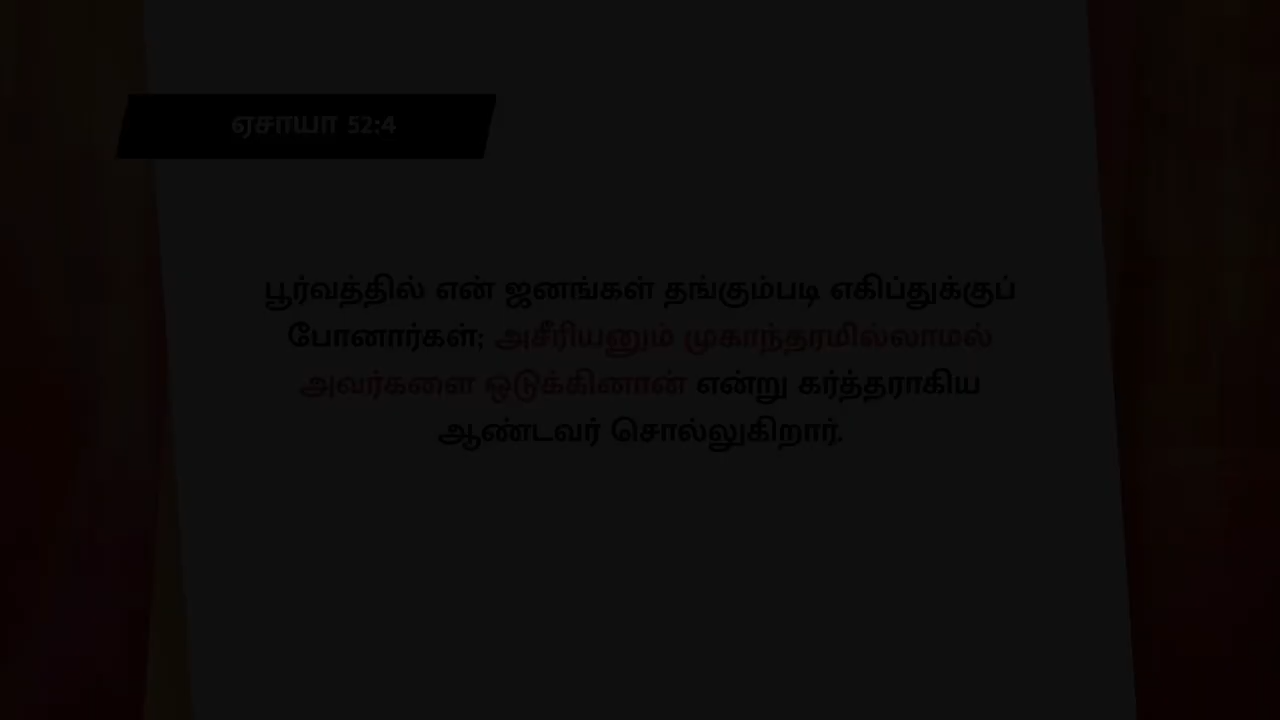 ஏசாயா 52:4
பூர்வத்தில் என் ஜனங்கள் தங்கும்படி எகிப்துக்குப்
போனார்கள்; அசீரியனும் முகாந்தரமில்லாமல்
அவர்களை ஒடுக்கினான் என்று கர்த்தராகிய
ஆண்டவர் சொல்லுகிறார்.